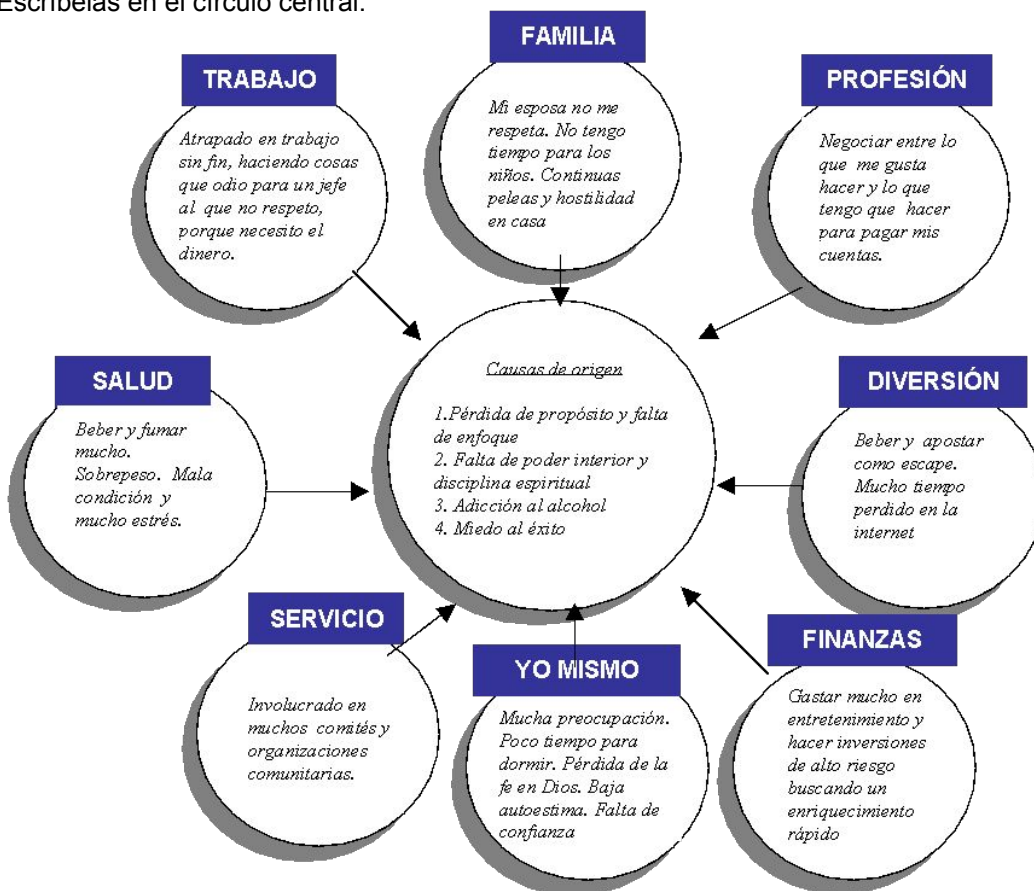 Escríbelas en el círculo central.
FAMILIA
Mi esposa no me
respeta. No tengo
tiempo para los
niños. Continuas
peleas y hostilidad
en casa
TRABAJO
Atrapado en trabajo
sin fin, haciendo cosas
que odio para un jefe
al que no respeto,
porque necesito el
dinero.
PROFESIÓN
Negociar entre lo
que me gusta
hacer y lo que
tengo que hacer
para pagar mis
cuentas.
SALUD
Beber y fumar
mucho.
Sobrepeso. Mala
condición y
mucho estrés.
Causas de origen
1.Pérdida de propósito y falta
de enfoque
2. Falta de poder interior y
disciplina espiritual
3. Adicción al alcohol
4. Miedo al éxito
DIVERSIÓN
Beber y apostar
como escape.
Mucho tiempo
perdido en la
internet
SERVICIO
Involucrado en
muchos comités y
organizaciones
comunitarias.
YO MISMO
Mucha preocupación.
Poco tiempo para
dormir. Pérdida de la
fe en Dios. Baja
autoestima. Falta de
confianza
FINANZAS
Gastar mucho en
entretenimiento y
hacer inversiones
de alto riesgo
buscando un
enriquecimiento
rápido